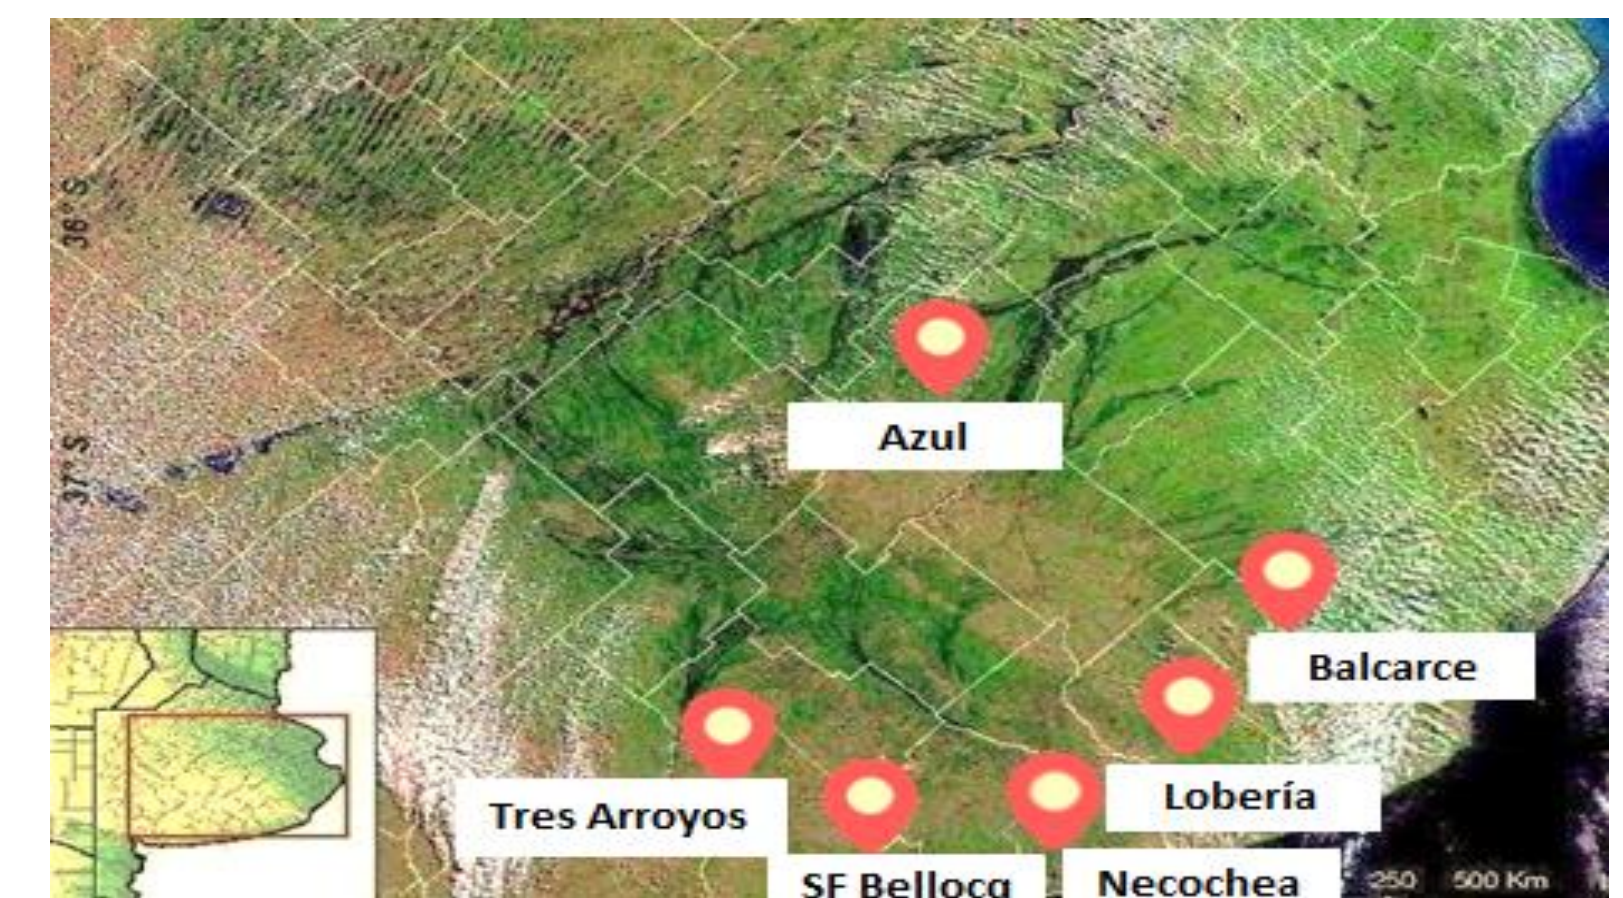 36° S
Azul
37° S
Balcarce
Lobería
Tres Arroyos
SF Bellocq
Necochea
250 500 Km